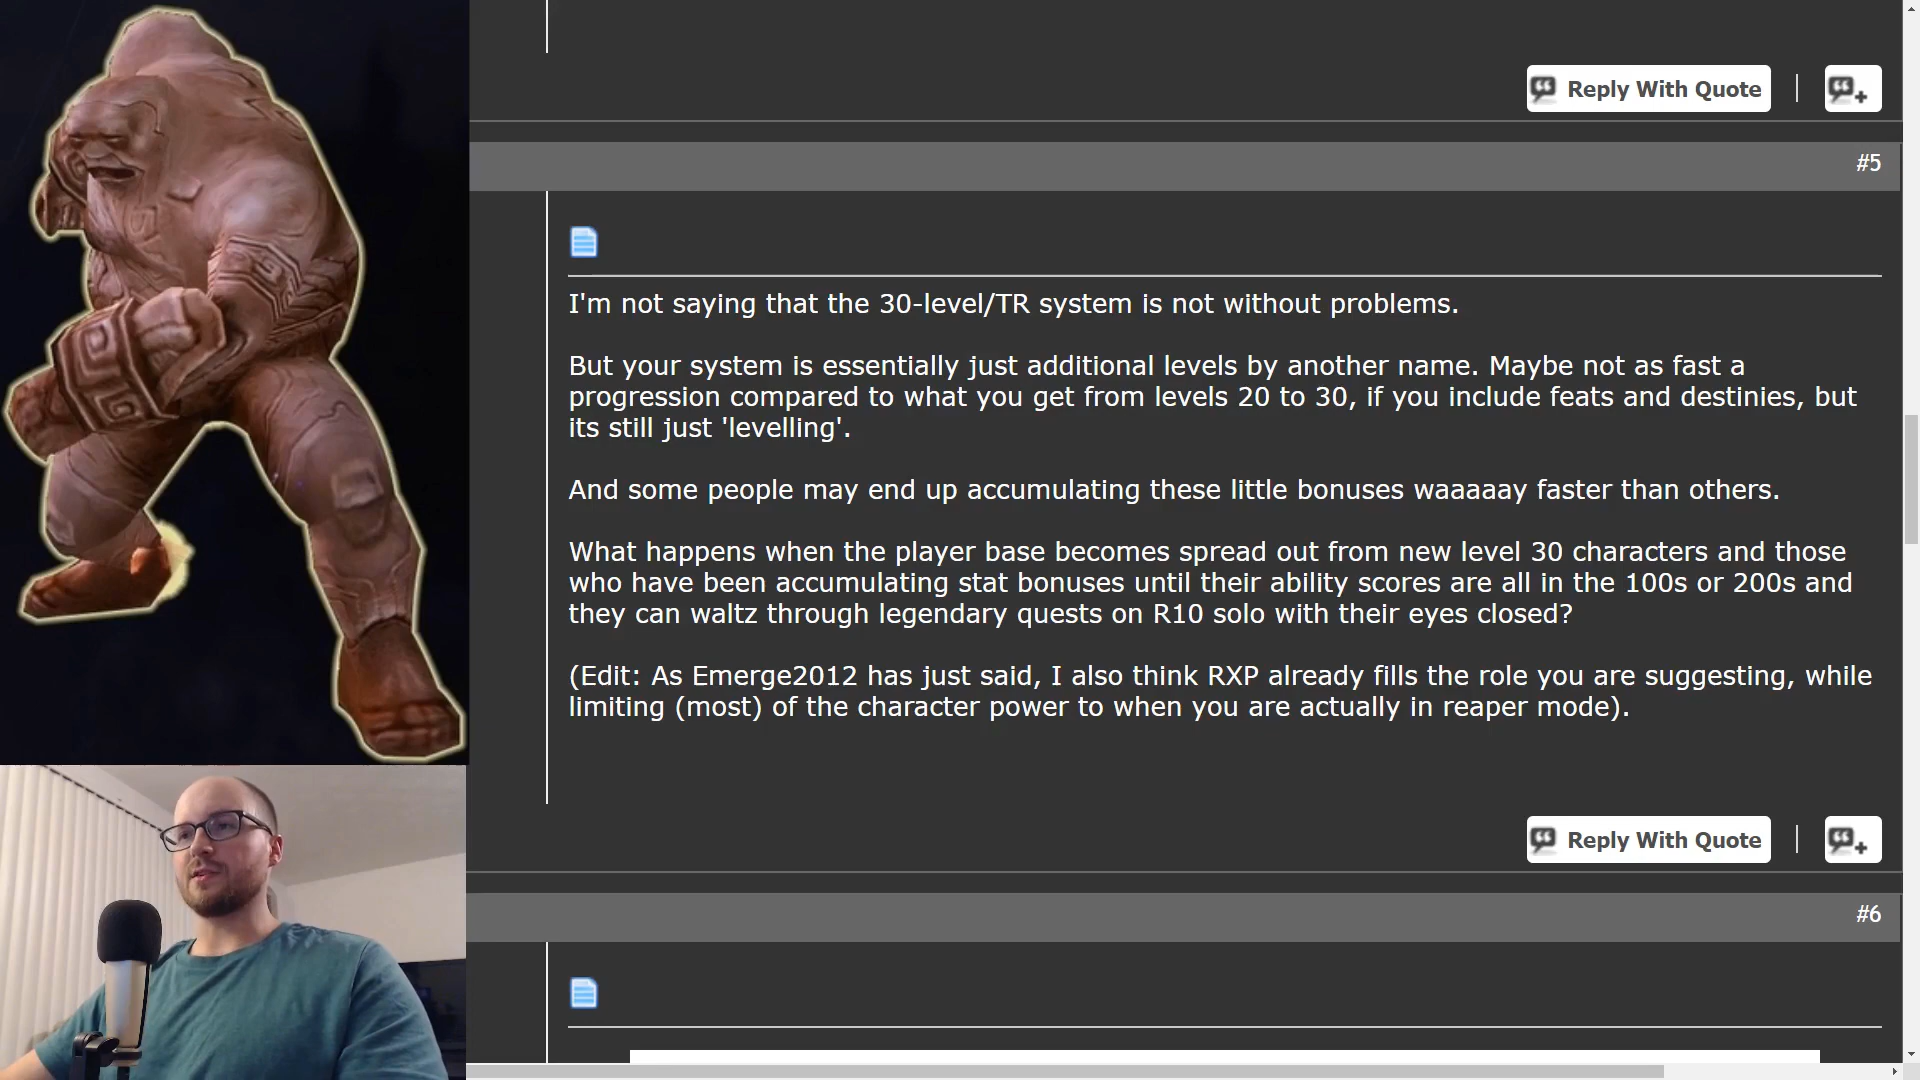 Reply With Quote
#5
I'm not saying that the 30-level/TR system is not without problems.
But your system is essentially just additional levels by another name. Maybe not as fast a
progression compared to what you get from levels 20 to 30, if you include feats and destinies, but
its still just 'levelling'.
And some people may end up accumulating these little bonuses waaaaay faster than others.
What happens when the player base becomes spread out from new level 30 characters and those
who have been accumulating stat bonuses until their ability scores are all in the 100s or 200s and
they can waltz through legendary quests on R10 solo with their eyes closed?
(Edit: As Emerge2012 has just said, I also think RXP already fills the role you are suggesting, while
limiting (most) of the character power to when you are actually in reaper mode).
Reply With Quote
#6